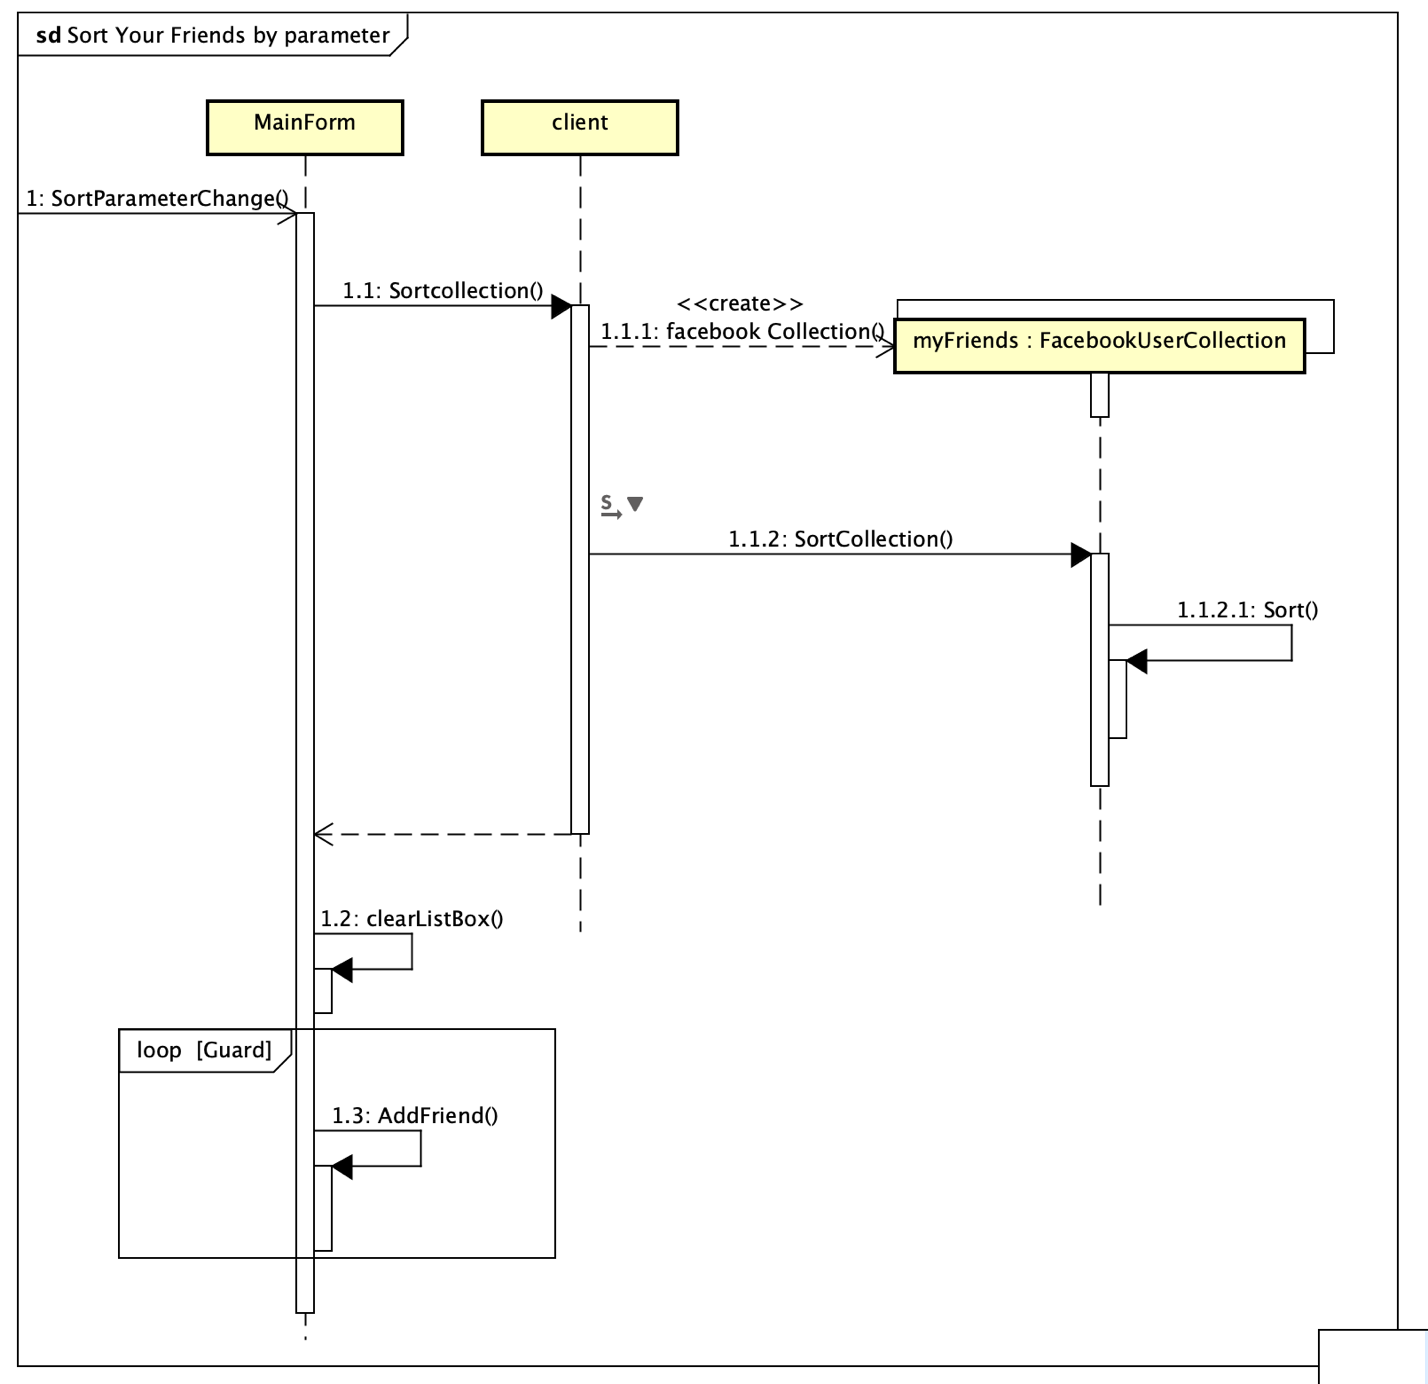 sd Sort Your Friends by parameter
MainForm
client
1: SortParameterChange()
1.1: Sortcollection()
<<create>>
1.1.1: facebook Collection()
myFriends : FacebookUserCollection
S
1.1.2: SortCollection()
1.1.2.1: Sort()
1.2: clearListBox()
loop [Guard]
1.3: AddFriend()